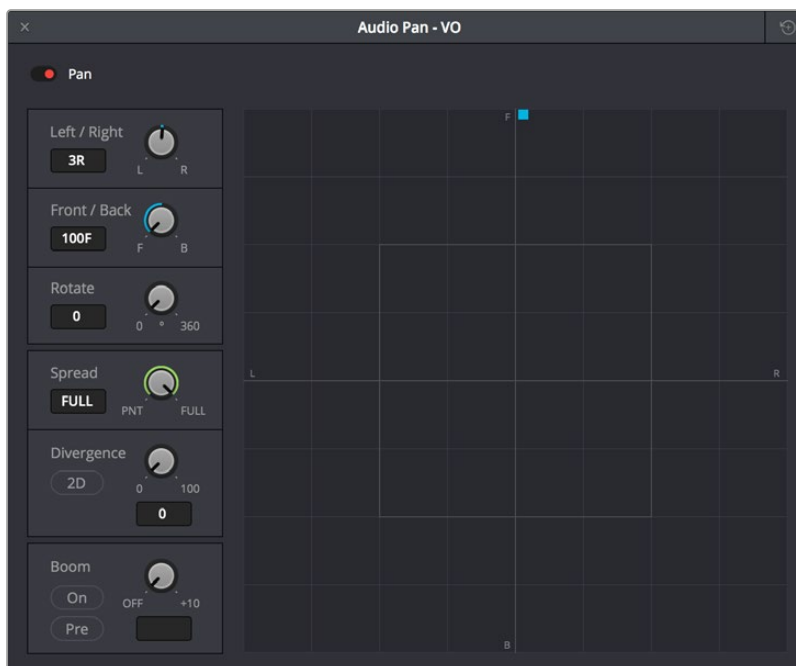 Audio Pan - VO
Pan
Left / Right
3R
L R
Front / Back
100F
F B
Rotate
0
0 ° 360
Spread
FULL
PNT FULL
Divergence
2D
0 100
0
Boom
On
OFF +10
Pre
F
L R
B